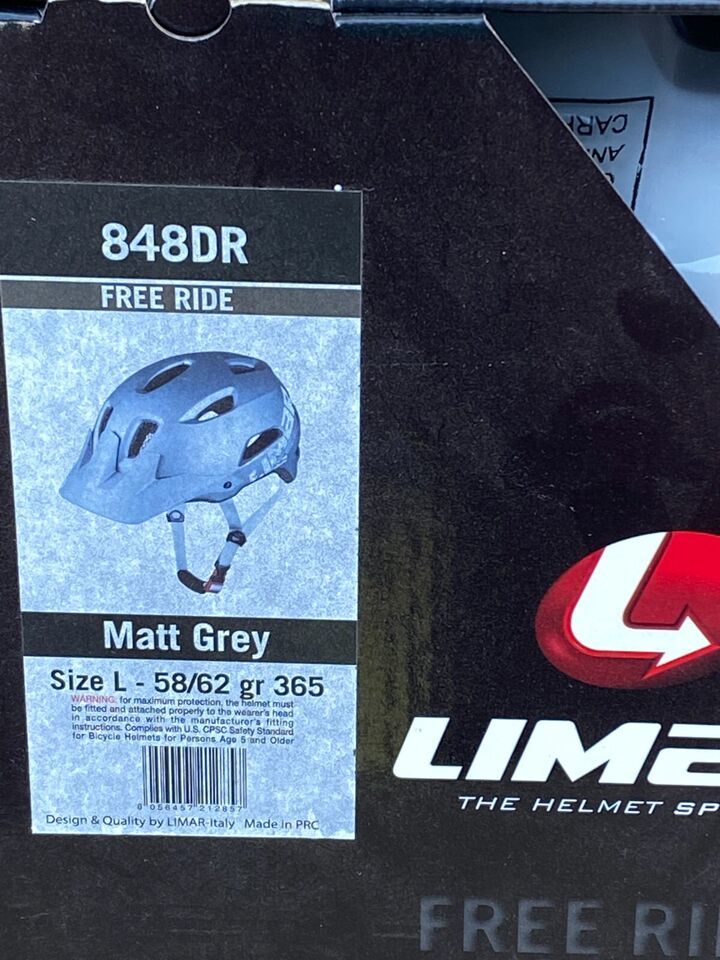 848DR
FREE RIDE
Matt Grey
Size L - 58/62 gr 365
WARNING: for maximum protection, the helmet must
be fitted and attached properly to the wearer's head
in accordance with the manufacturer's fitting
instructions. Complies with U.S. CPSC Safety Standard
for Bicycle Helmets for Persons Age 5 and Older
8 056457 212857
Design & Quality by LIMAR-Italy Made in PRC
LIMA
THE HELMET SP
FREE RI